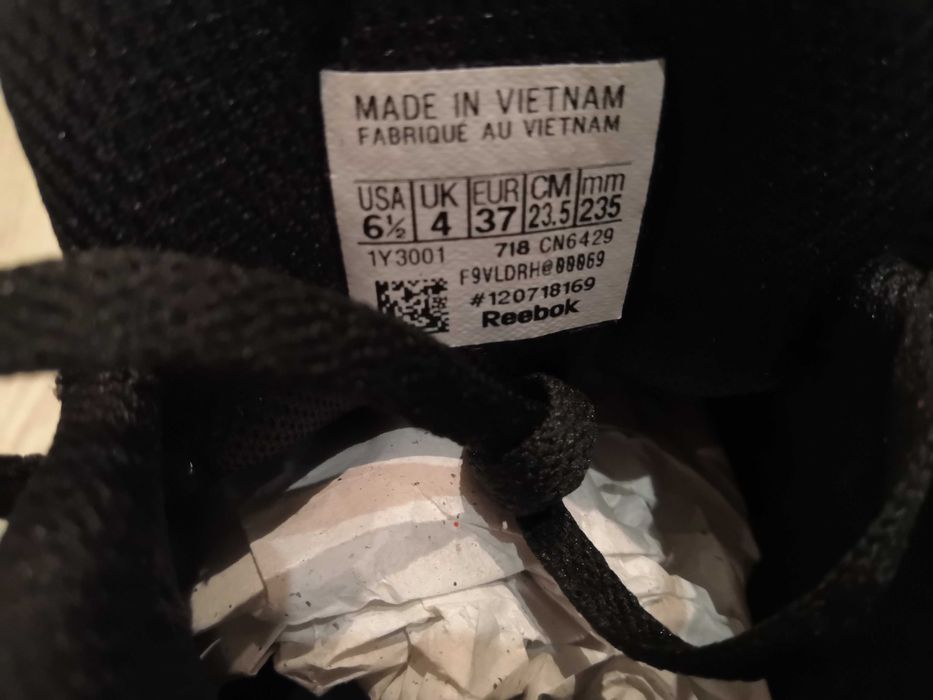 MADE IN VIETNAM
FABRIQUÉ AU VIETNAM
USA UK EUR CM mm
6½ 4 37 23.5 235
1Y3001 718 CN6429
F9VLDRH@00069
#120718169
Reebok